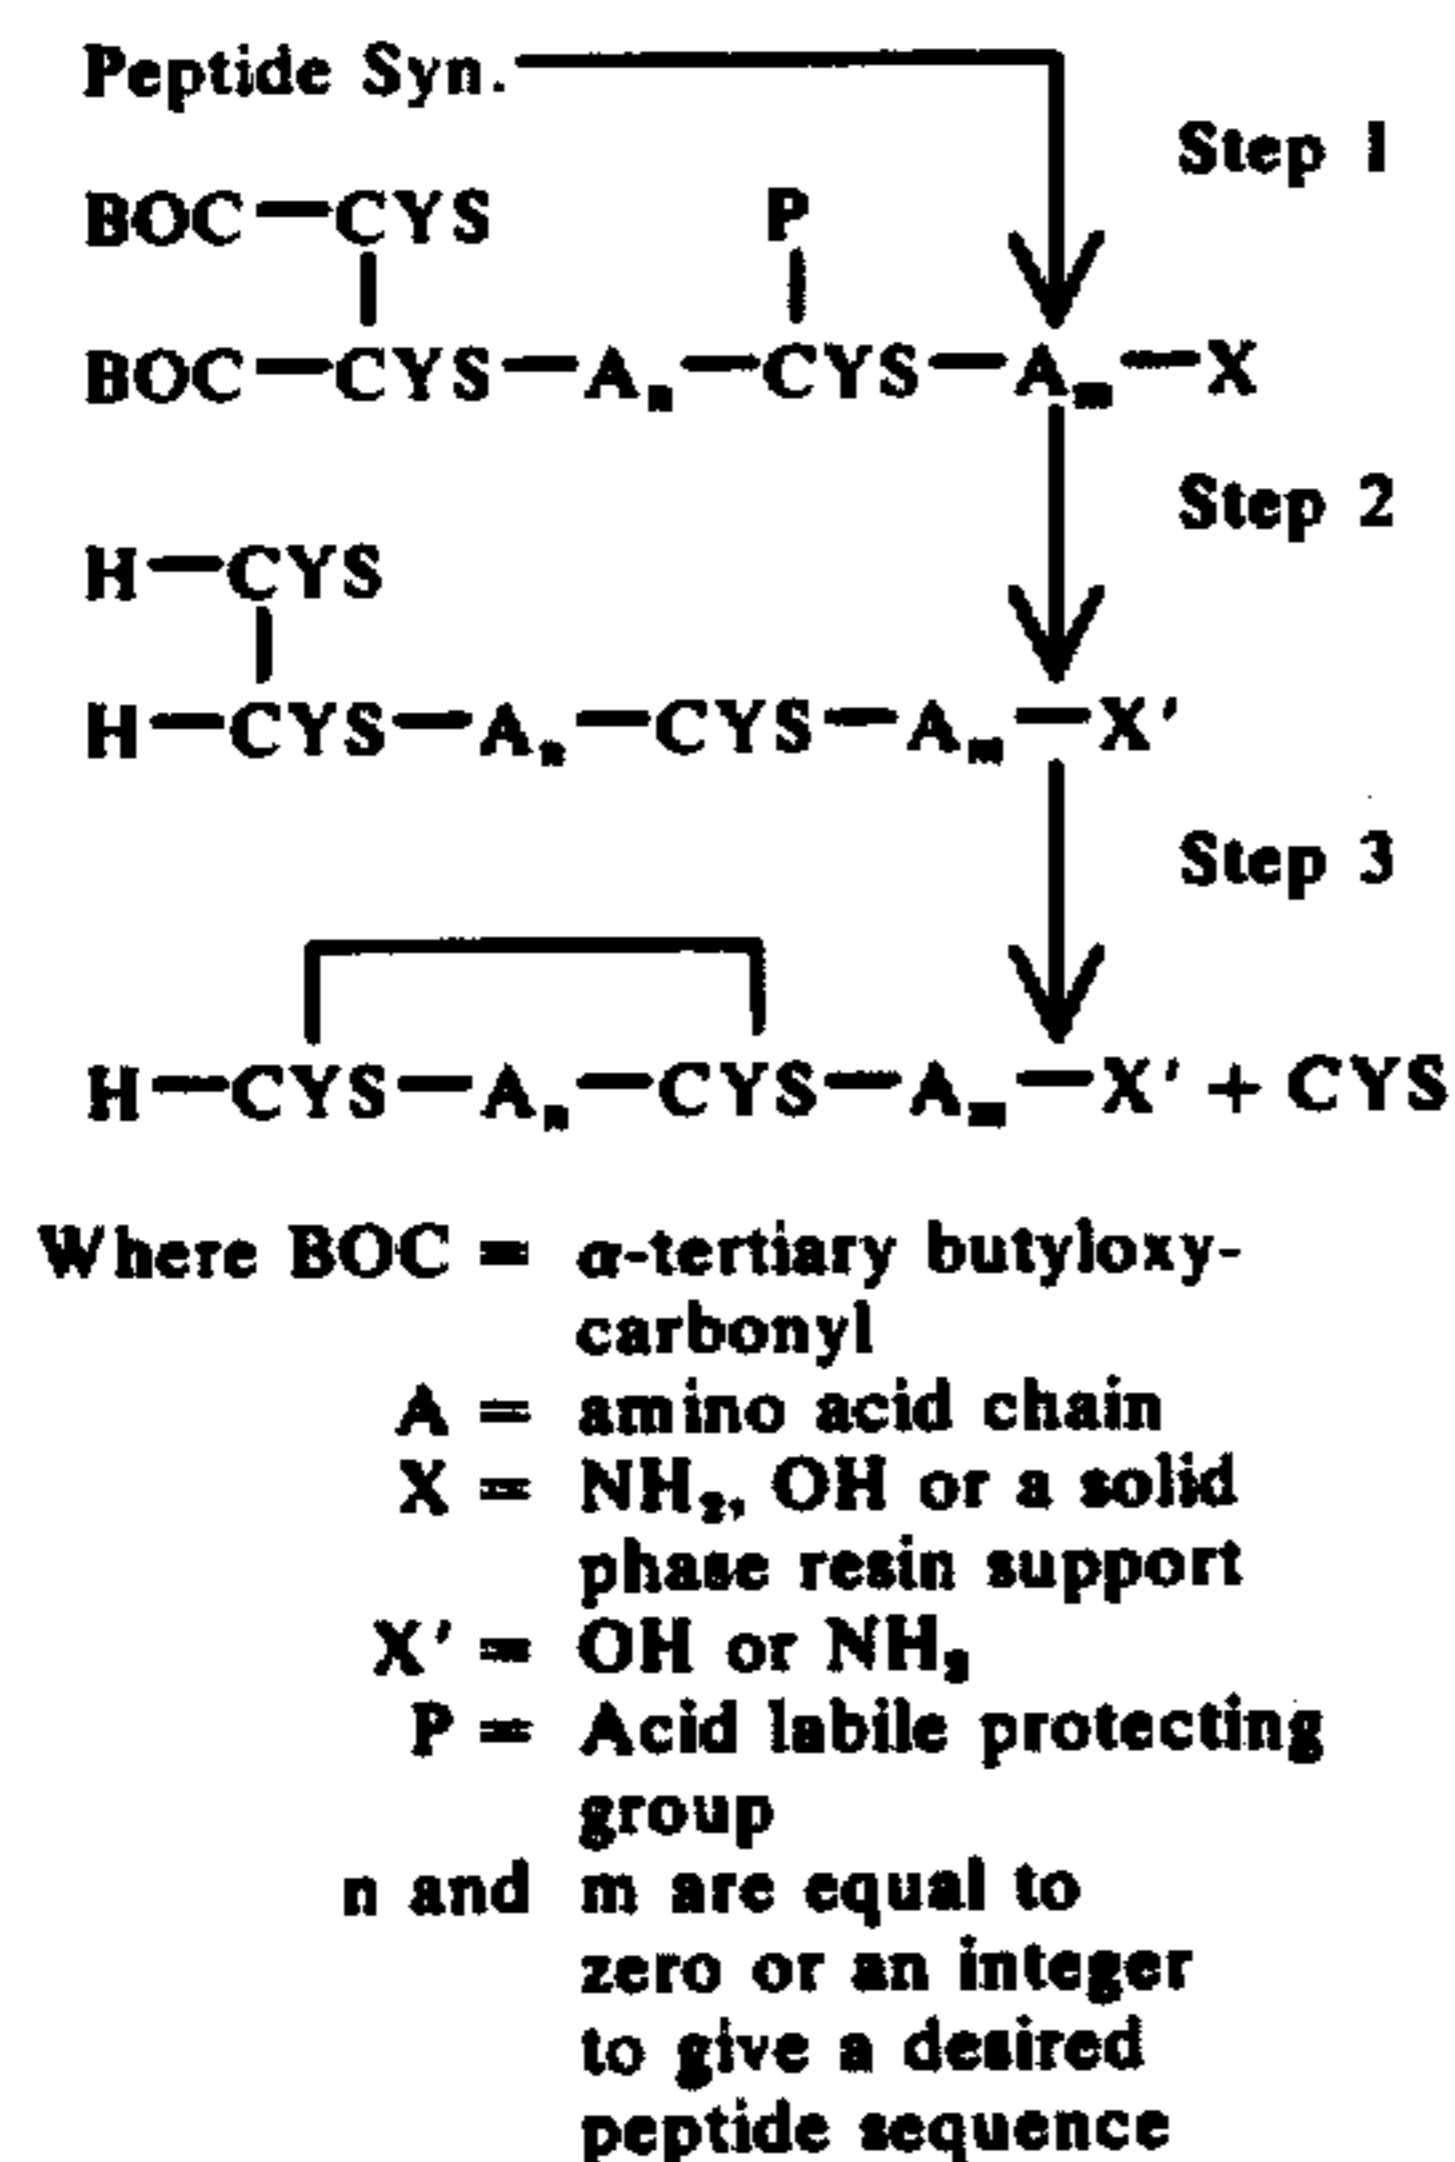 Peptide Syn.
Step 1
BOC—CYS P
BOC—CYS—Aₙ—CYS—Aₘ—X
Step 2
H—CYS
H—CYS—Aₙ—CYS—Aₘ—X'
Step 3
H—CYS—Aₙ—CYS—Aₘ—X' + CYS
Where BOC = α-tertiary butyloxy-
carbonyl
A = amino acid chain
X = NH₂, OH or a solid
phase resin support
X' = OH or NH₂
P = Acid labile protecting
group
n and m are equal to
zero or an integer
to give a desired
peptide sequence